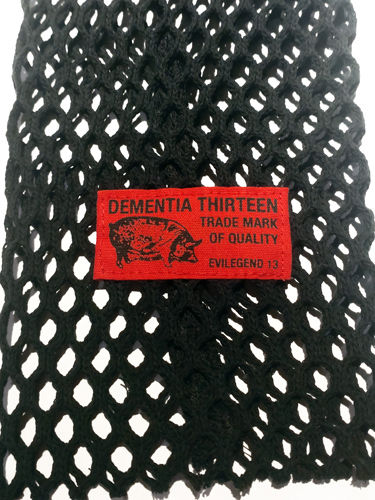 DEMENTIA THIRTEEN
TRADE MARK
OF QUALITY
EVILEGEND 13